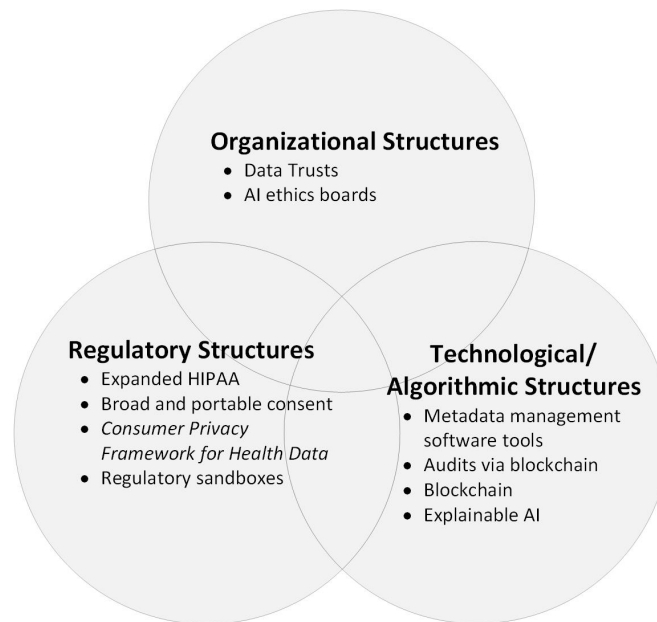 Organizational Structures
• Data Trusts
• AI ethics boards
Regulatory Structures
• Expanded HIPAA
• Broad and portable consent
• Consumer Privacy
Framework for Health Data
• Regulatory sandboxes
Technological/
Algorithmic Structures
• Metadata management
software tools
• Audits via blockchain
• Blockchain
• Explainable AI